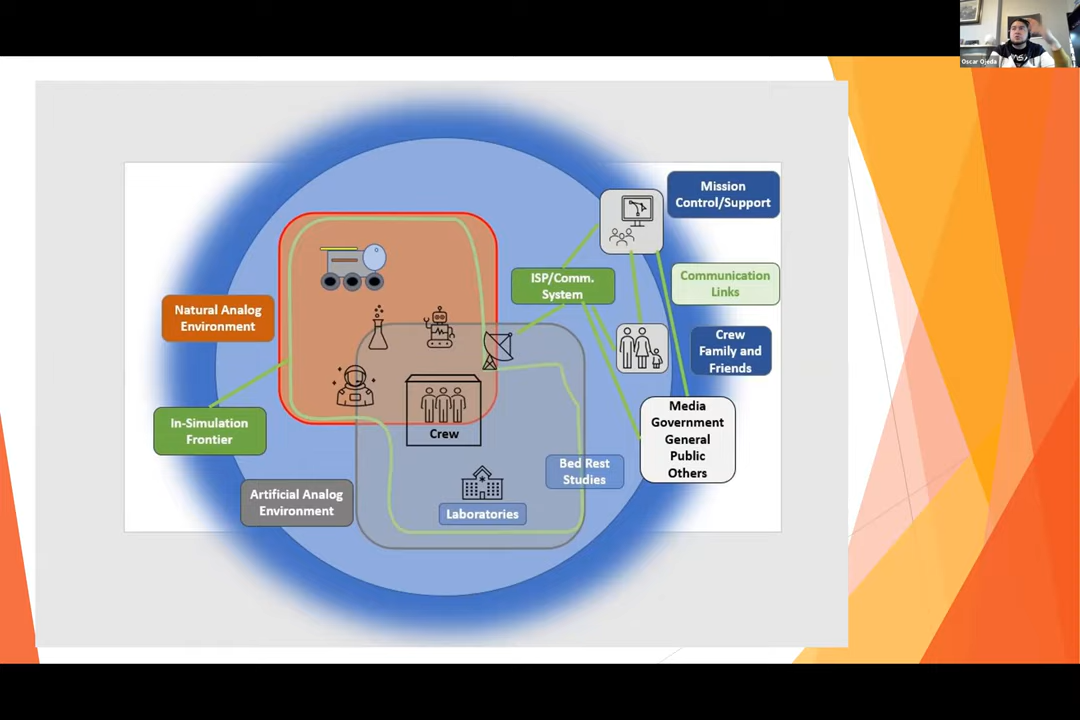 Oscar Ojeda
Mission
Control/Support
ISP/Comm.
System
Communication
Links
Natural Analog
Environment
Crew
Family and
Friends
In-Simulation
Frontier
Crew
Media
Government
General
Public
Others
Bed Rest
Studies
Artificial Analog
Environment
Laboratories